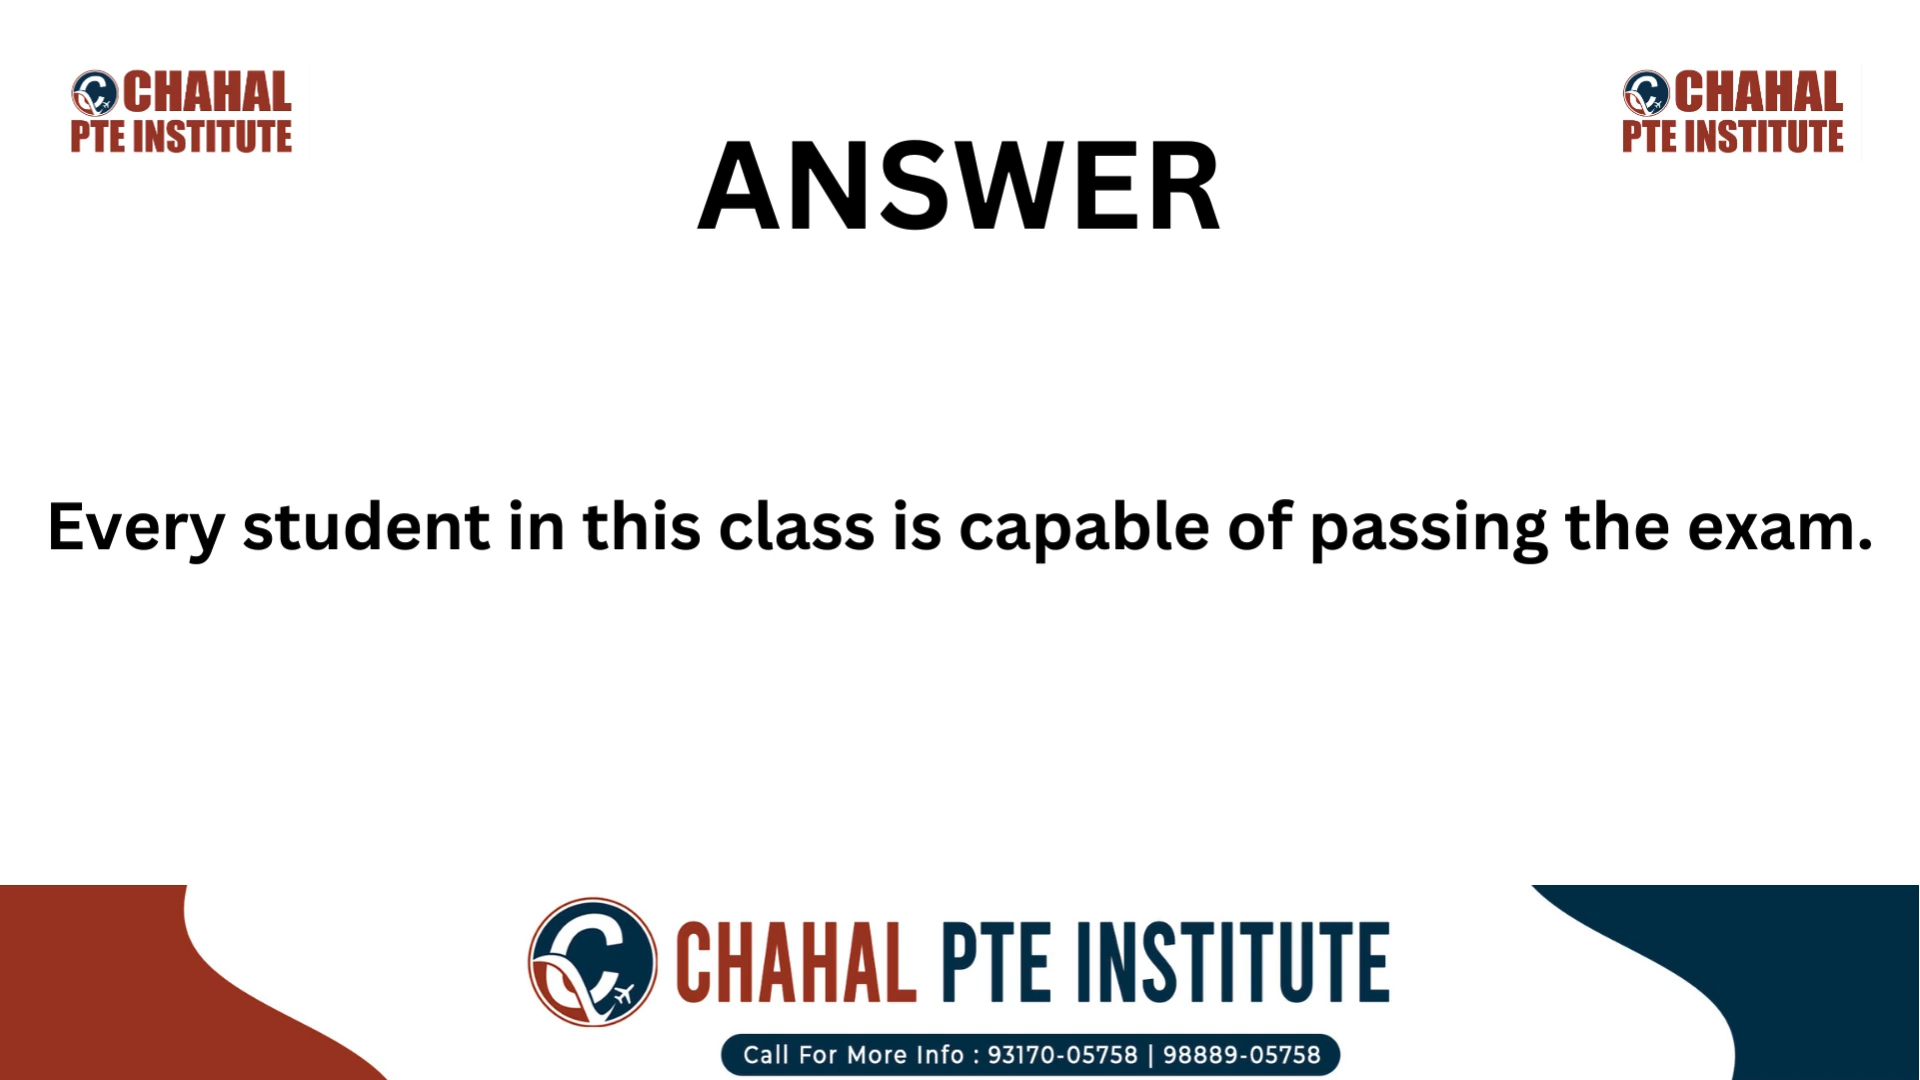 CHAHAL
PTE INSTITUTE
CHAHAL
PTE INSTITUTE
ANSWER
Every student in this class is capable of passing the exam.
CHAHAL PTE INSTITUTE
Call For More Info : 93170-05758 | 98889-05758